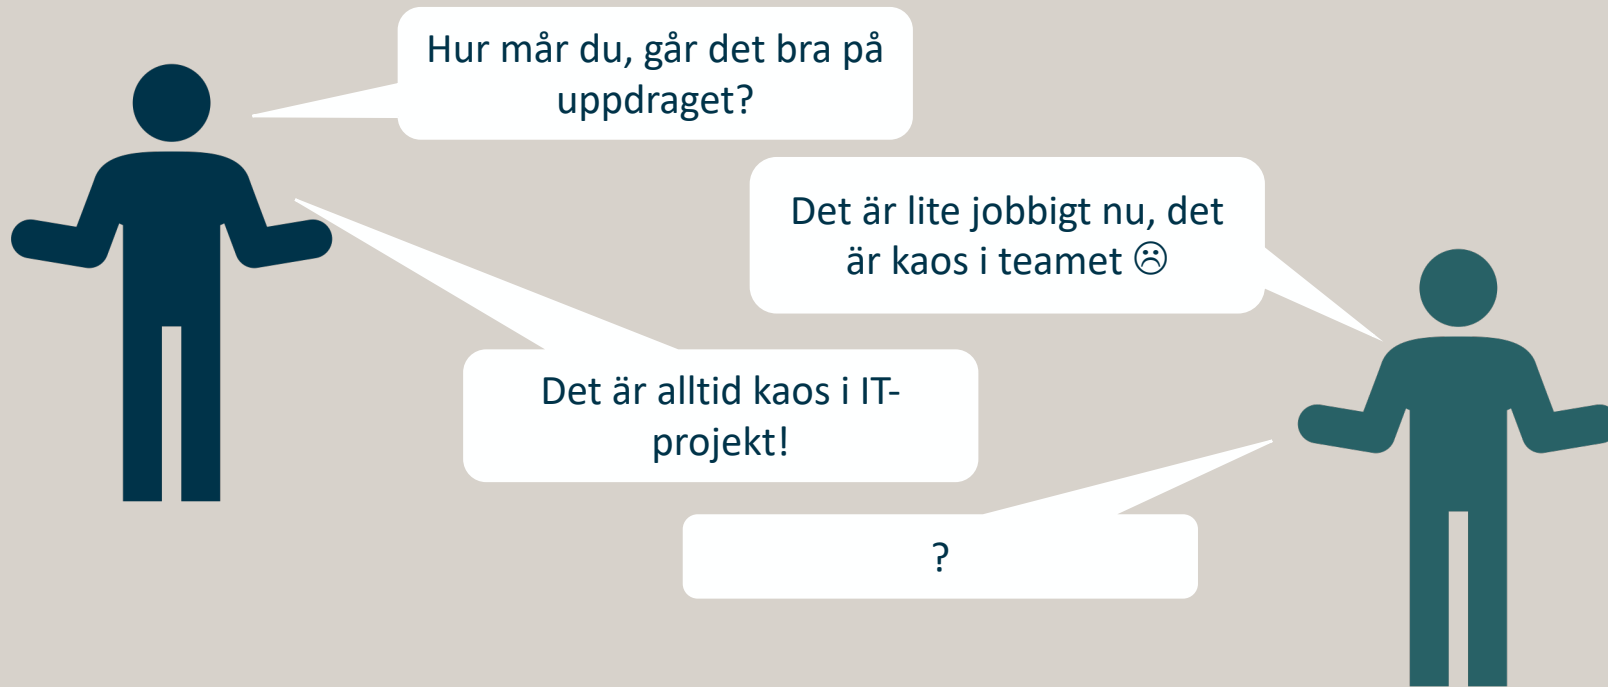 Hur mår du, går det bra på
uppdraget?
Det är lite jobbigt nu, det
är kaos i teamet ☹
Det är alltid kaos i IT-
projekt!
?